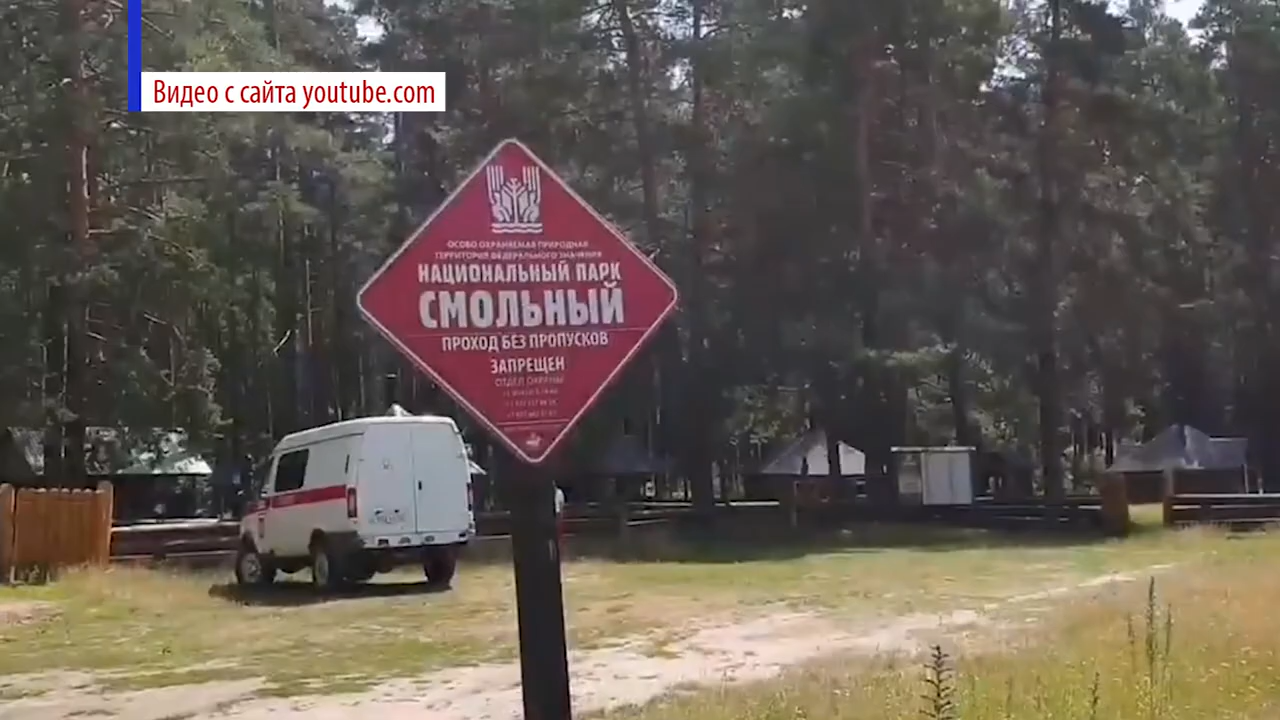 Видео с сайта youtube.com
ОСОБО ОХРАНЯЕМАЯ ПРИРОДНАЯ
ТЕРРИТОРИЯ ФЕДЕРАЛЬНОГО ЗНАЧЕНИЯ
НАЦИОНАЛЬНЫЙ ПАРК
СМОЛЬНЫЙ
ПРОХОД БЕЗ ПРОПУСКОВ
ЗАПРЕЩЕН
ОТДЕЛ ОХРАНЫ